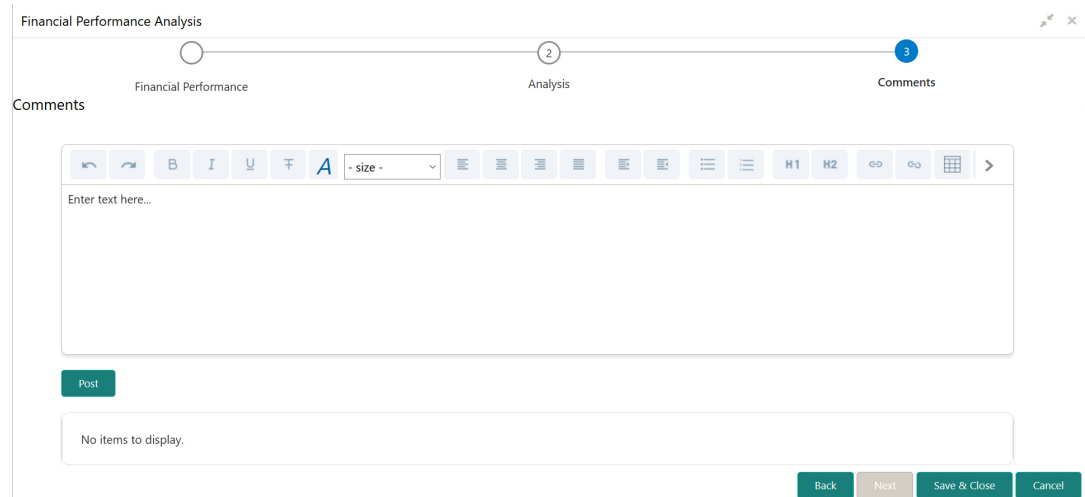 Financial Performance Analysis
2
3
Financial Performance
Analysis
Comments
Comments
B I U T A - size - H1 H2
Enter text here...
Post
No items to display.
Back Next Save & Close Cancel